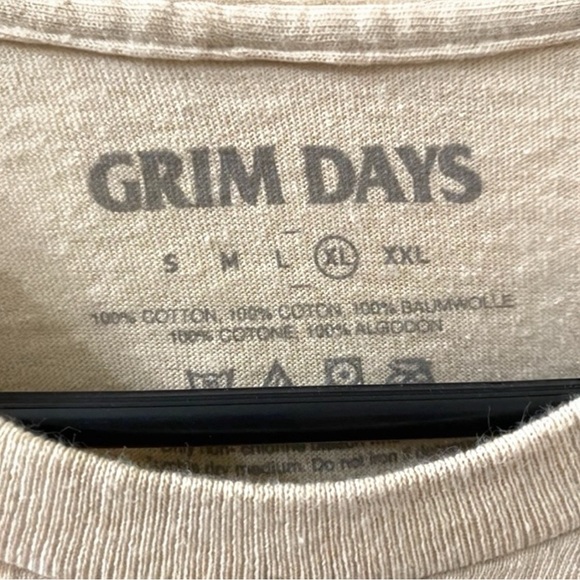 GRIM DAYS
S M L XL XXL
100% COTTON, 100% COTON, 100% BAUMWOLLE
100% COTONE, 100% ALGODON
dry medium. Do not iron